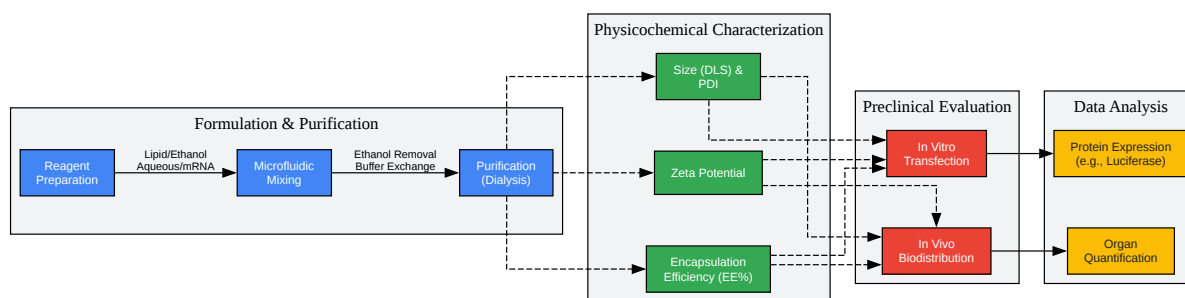 Physicochemical Characterization
Size (DLS) &
PDI
Zeta Potential
Encapsulation
Efficiency (EE%)
Formulation & Purification
Reagent
Preparation
Lipid/Ethanol
Aqueous/mRNA
Microfluidic
Mixing
Ethanol Removal
Buffer Exchange
Purification
(Dialysis)
Preclinical Evaluation
In Vitro
Transfection
In Vivo
Biodistribution
Data Analysis
Protein Expression
(e.g., Luciferase)
Organ
Quantification